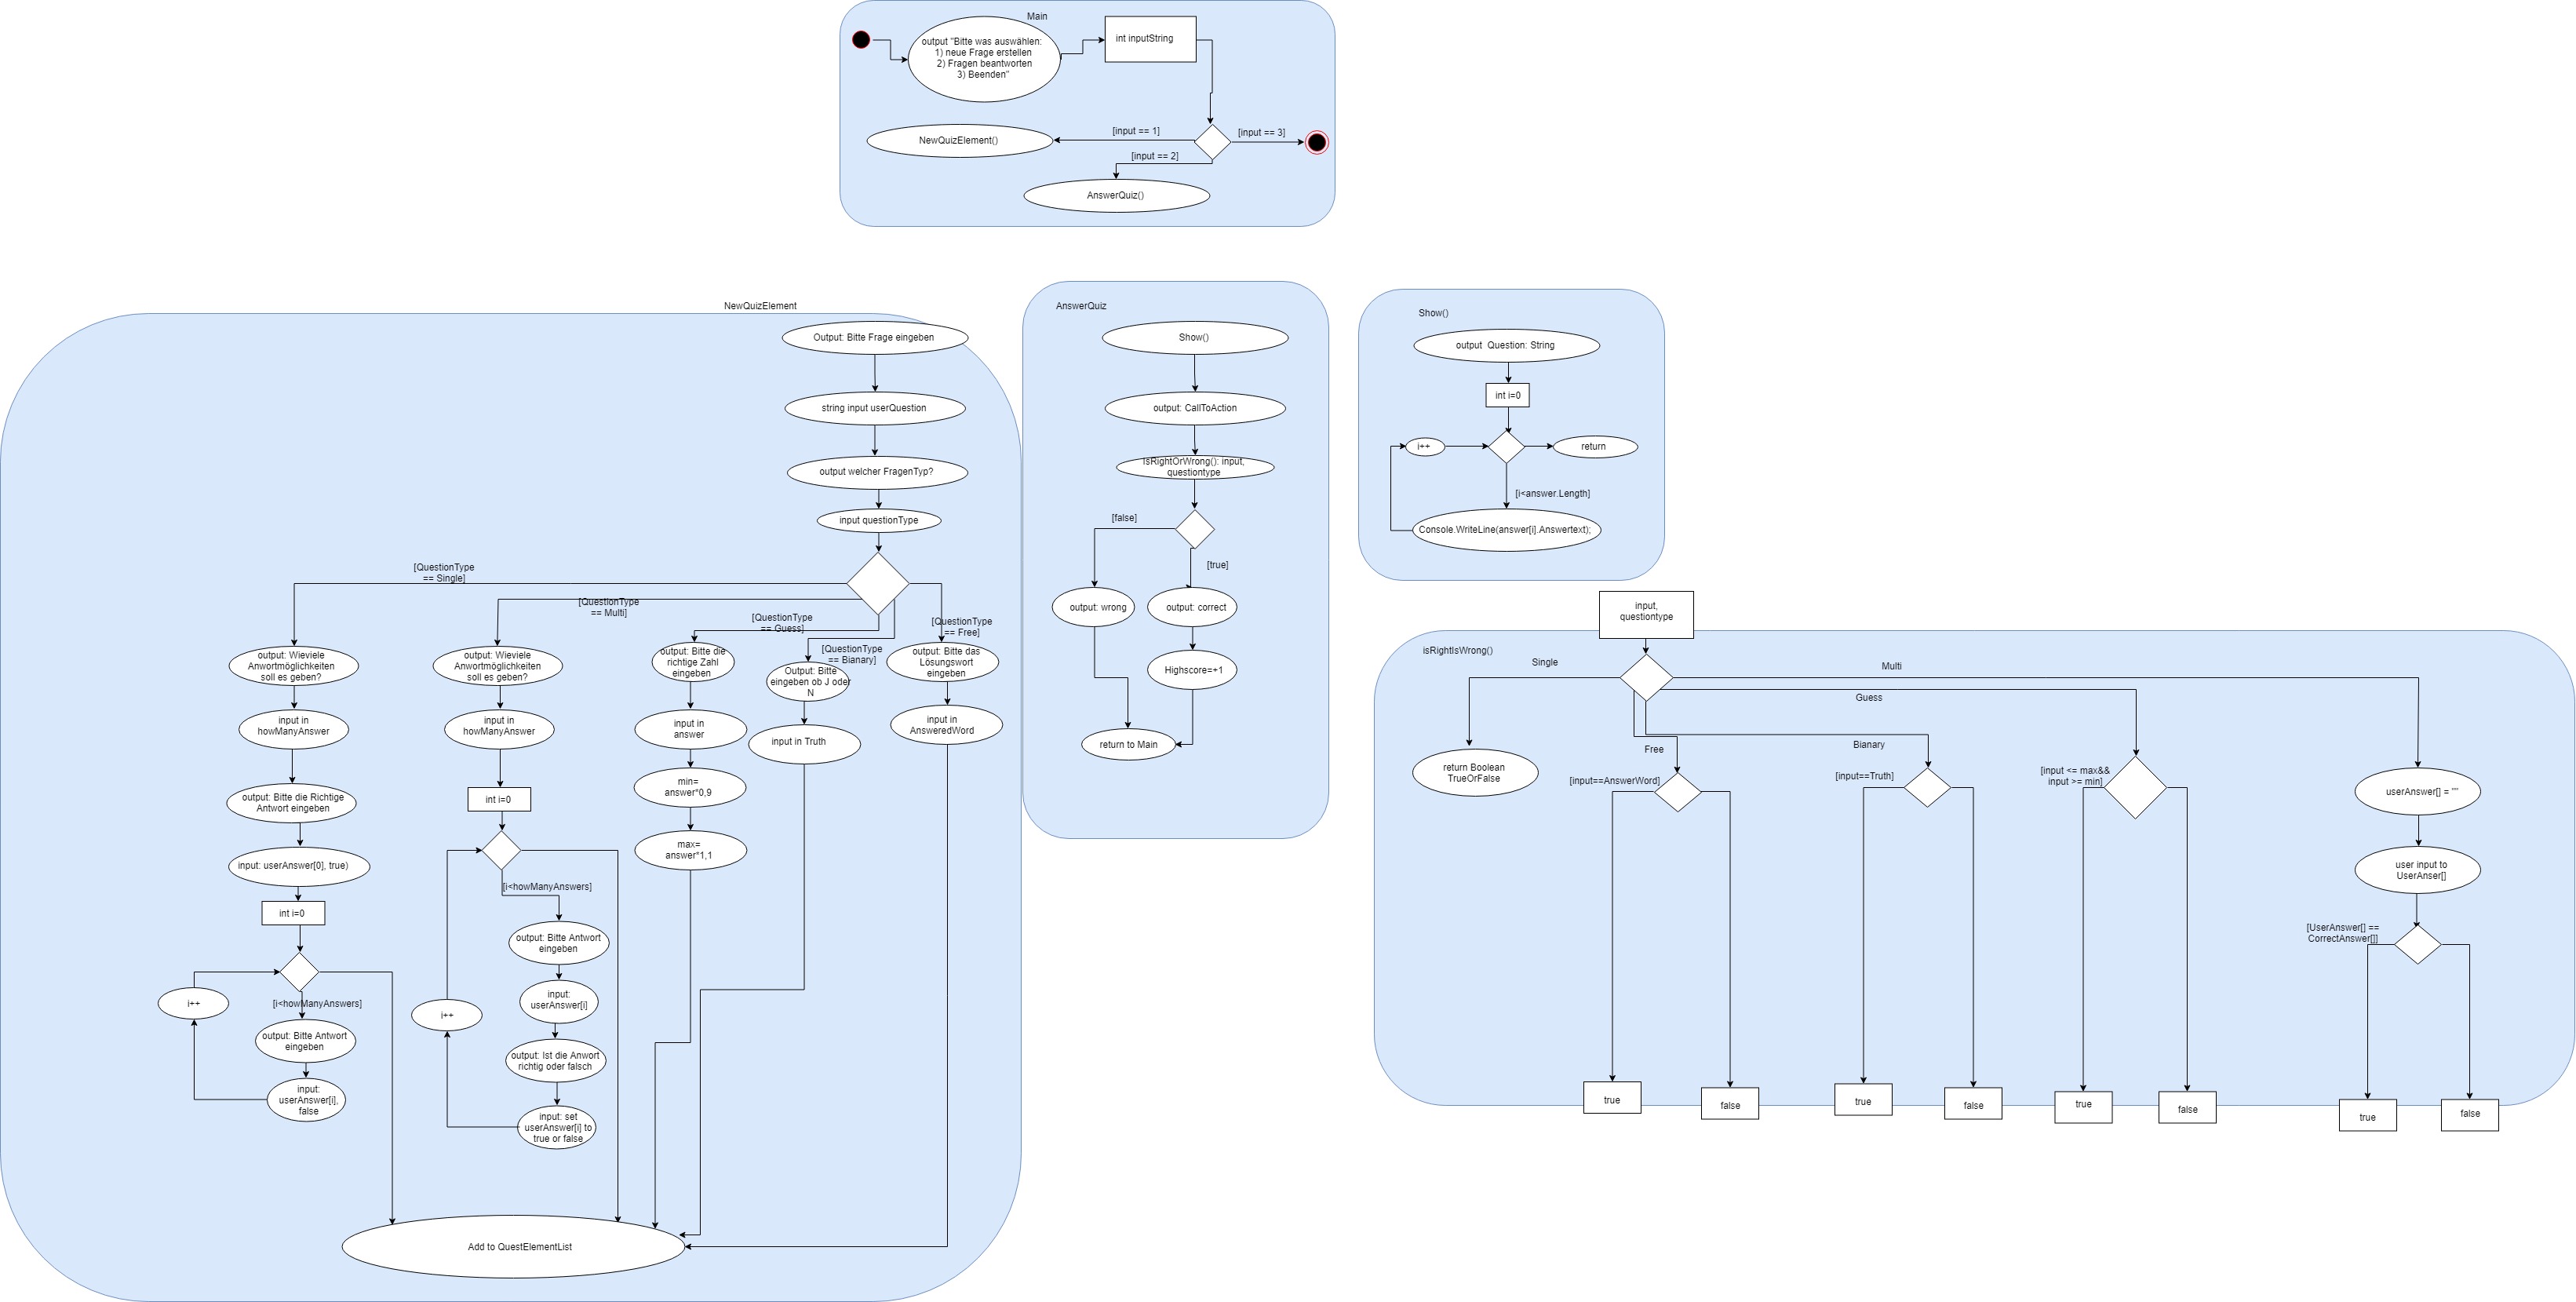 Main
output "Bitte was auswählen:
1) neue Frage erstellen
2) Fragen beantworten
3) Beenden"
int inputString
[input == 1]
[input == 3]
NewQuizElement()
[input == 2]
AnswerQuiz()
NewQuizElement
Output: Bitte Frage eingeben
string input userQuestion
output welcher FragenTyp?
input questionType
[QuestionType
== Single]
[QuestionType
== Multi]
[QuestionType
== Guess]
[QuestionType
== Bianary]
[QuestionType
== Free]
output: Wieviele
Anwortmöglichkeiten
soll es geben?
input in
howManyAnswer
output: Bitte die Richtige
Antwort eingeben
input: userAnswer[0], true)
int i=0
[i<howManyAnswers]
i++
output: Bitte Antwort
eingeben
input:
userAnswer[i],
false
output: Wieviele
Anwortmöglichkeiten
soll es geben?
input in
howManyAnswer
int i=0
[i<howManyAnswers]
output: Bitte Antwort
eingeben
input:
userAnswer[i]
i++
output: Ist die Anwort
richtig oder falsch
input: set
userAnswer[i] to
true or false
output: Bitte die
richtige Zahl
eingeben
input in
answer
min=
answer*0,9
max=
answer*1,1
Output: Bitte
eingeben ob J oder
N
input in Truth
output: Bitte das
Lösungswort
eingeben
input in
AnsweredWord
Add to QuestElementList
AnswerQuiz
Show()
output: CallToAction
isRightOrWrong(): input,
questiontype
[false]
[true]
output: wrong
output: correct
Highscore=+1
return to Main
Show()
output Question: String
int i=0
i++
return
[i<answer.Length]
Console.WriteLine(answer[i].Answertext);
input,
questiontype
isRightIsWrong()
Single
Multi
Guess
Free
Bianary
return Boolean
TrueOrFalse
[input==AnswerWord]
true
false
[input==Truth]
true
false
[input <= max&&
input >= min]
true
false
userAnswer[] = ""
user input to
UserAnser[]
[UserAnswer[] ==
CorrectAnswer[]]
true
false